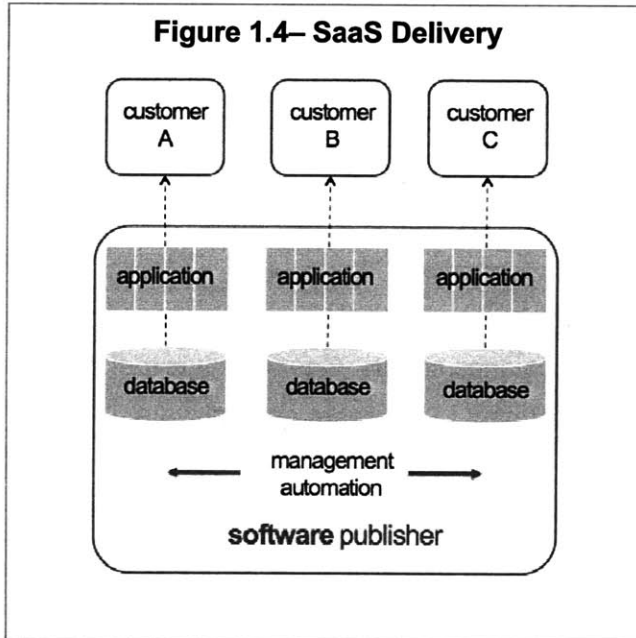 Figure 1.4– SaaS Delivery
customer
A
customer
B
customer
C
application
application
application
database
database
database
management
automation
software publisher